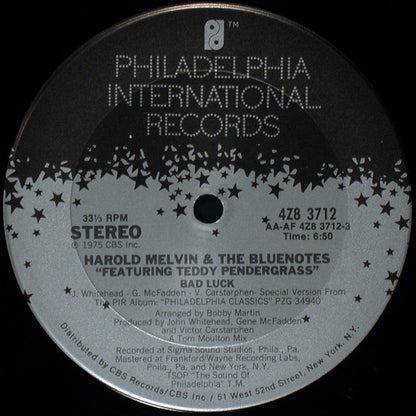 TM
PHILADELPHIA
INTERNATIONAL
RECORDS
33⅓ RPM
STEREO
℗ 1975 CBS Inc.
4Z8 3712
AA-AF 4Z8 3712-3
Time: 6:50
HAROLD MELVIN & THE BLUENOTES
"FEATURING TEDDY PENDERGRASS"
BAD LUCK
J. Whitehead - G. McFadden - V. Carstarphen- Special Version From
The PIR Album: "PHILADELPHIA CLASSICS" PZG 34940
Arranged by Bobby Martin
Produced by John Whitehead, Gene McFadden
and Victor Carstarphen
A Tom Moulton Mix
Recorded at Sigma Sound Studios, Phila., Pa.
Mastered at Frankford/Wayne Recording Labs,
Phila., Pa. and New York, N.Y.
TSOP "The Sound Of
Philadelphia" T.M.
Distributed by CBS Records/CBS Inc. / 51 West 52nd Street, New York, N.Y.